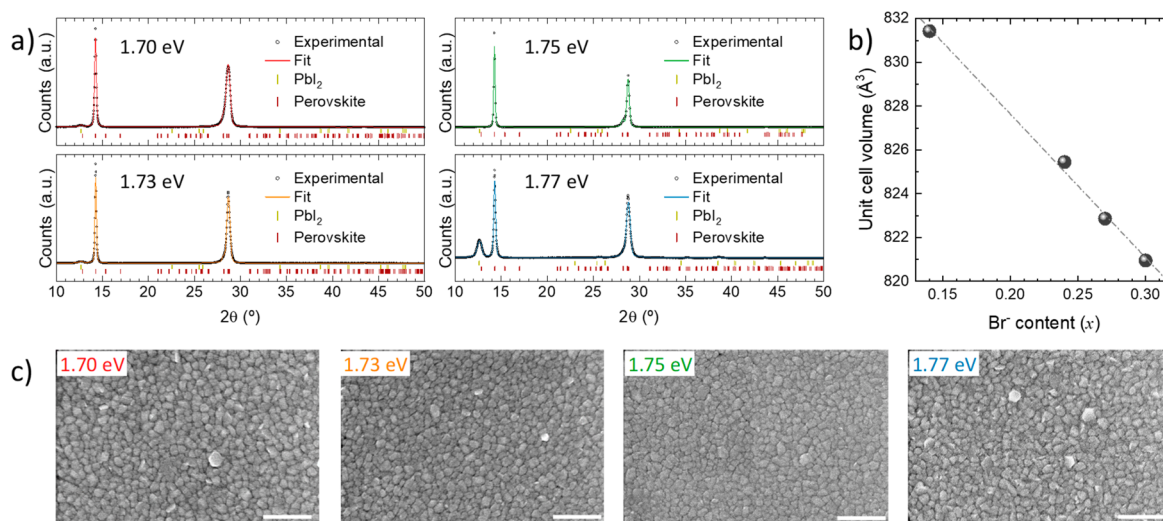 a)
1.70 eV
Experimental
Fit
PbI₂
Perovskite
Counts (a.u.)
1.75 eV
Experimental
Fit
PbI₂
Perovskite
Counts (a.u.)
1.73 eV
Experimental
Fit
PbI₂
Perovskite
Counts (a.u.)
10 15 20 25 30 35 40 45 50
2θ (º)
1.77 eV
Experimental
Fit
PbI₂
Perovskite
Counts (a.u.)
10 15 20 25 30 35 40 45 50
2θ (º)
b)
Unit cell volume (Å³)
832
830
828
826
824
822
820
0.15 0.20 0.25 0.30
Br⁻ content (x)
c)
1.70 eV
1.73 eV
1.75 eV
1.77 eV